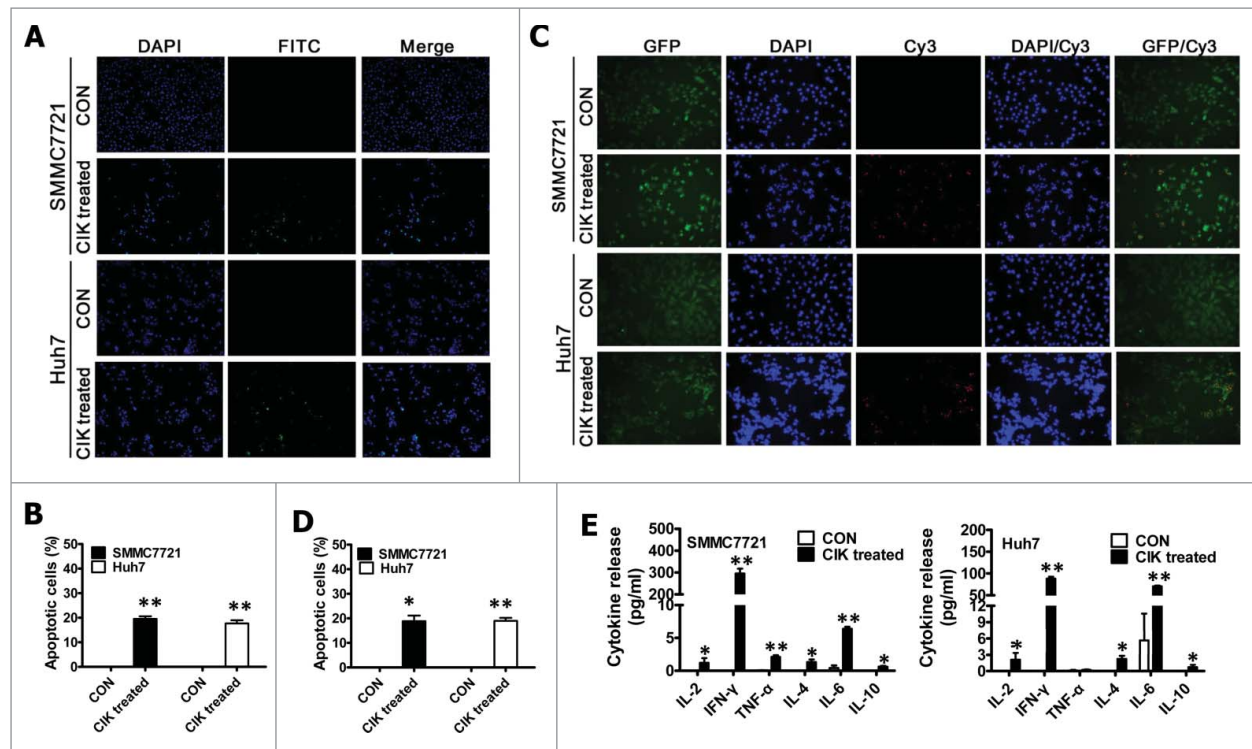 A
DAPI FITC Merge
SMMC7721
CON
CIK treated
Huh7
CON
CIK treated
C
GFP DAPI Cy3 DAPI/Cy3 GFP/Cy3
SMMC7721
CON
CIK treated
Huh7
CON
CIK treated
B
Apoptotic cells (%)
50
40
30
20
10
0
SMMC7721
Huh7
** **
CON CIK treated CON CIK treated
D
Apoptotic cells (%)
50
40
30
20
10
0
SMMC7721
Huh7
* **
CON CIK treated CON CIK treated
E
Cytokine release
(pg/ml)
500
400
300
200
100
10
5
0
SMMC7721
CON
CIK treated
* ** ** * ** *
IL-2 IFN-γ TNF-α IL-4 IL-6 IL-10
Cytokine release
(pg/ml)
200
150
100
50
12
9
6
3
0
Huh7
CON
CIK treated
* ** * ** *
IL-2 IFN-γ TNF-α IL-4 IL-6 IL-10